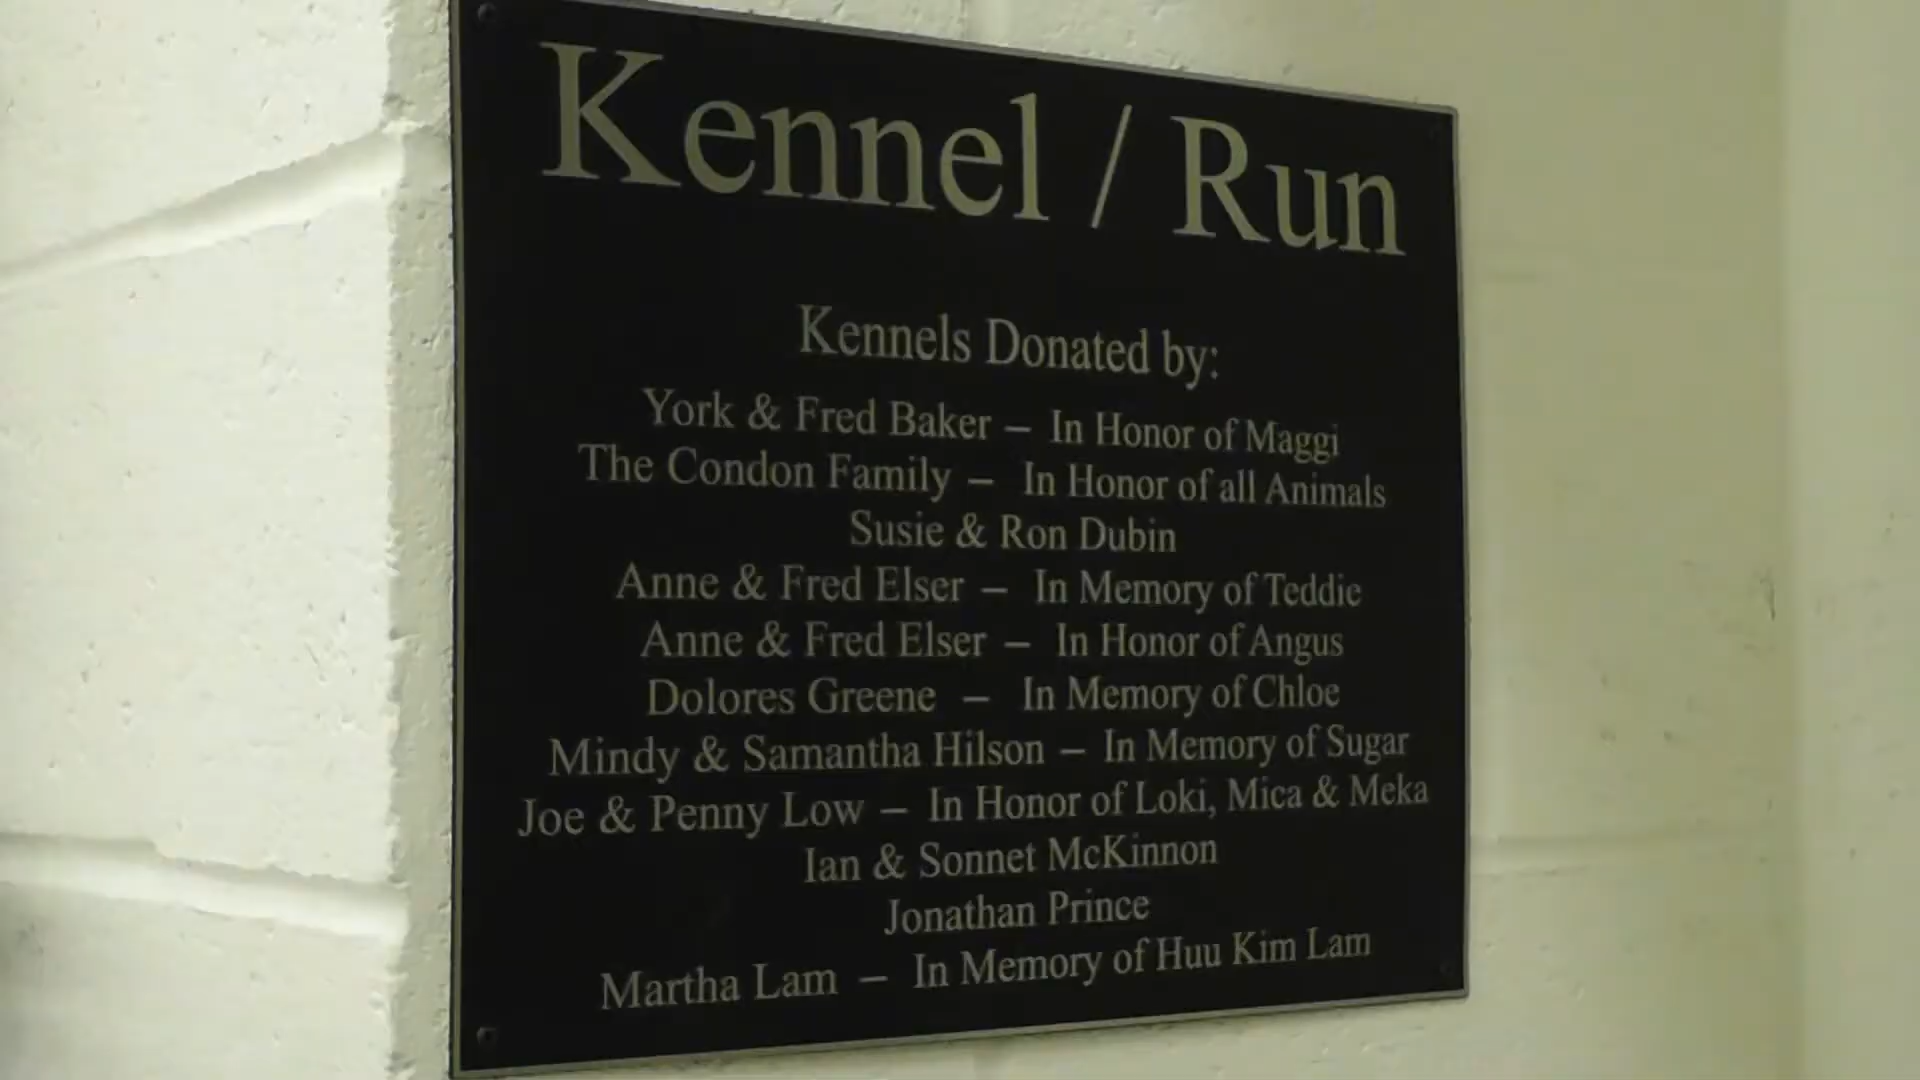 Kennel / Run
Kennels Donated by:
York & Fred Baker – In Honor of Maggi
The Condon Family – In Honor of all Animals
Susie & Ron Dubin
Anne & Fred Elser – In Memory of Teddie
Anne & Fred Elser – In Honor of Angus
Dolores Greene – In Memory of Chloe
Mindy & Samantha Hilson – In Memory of Sugar
Joe & Penny Low – In Honor of Loki, Mica & Meka
Ian & Sonnet McKinnon
Jonathan Prince
Martha Lam – In Memory of Huu Kim Lam